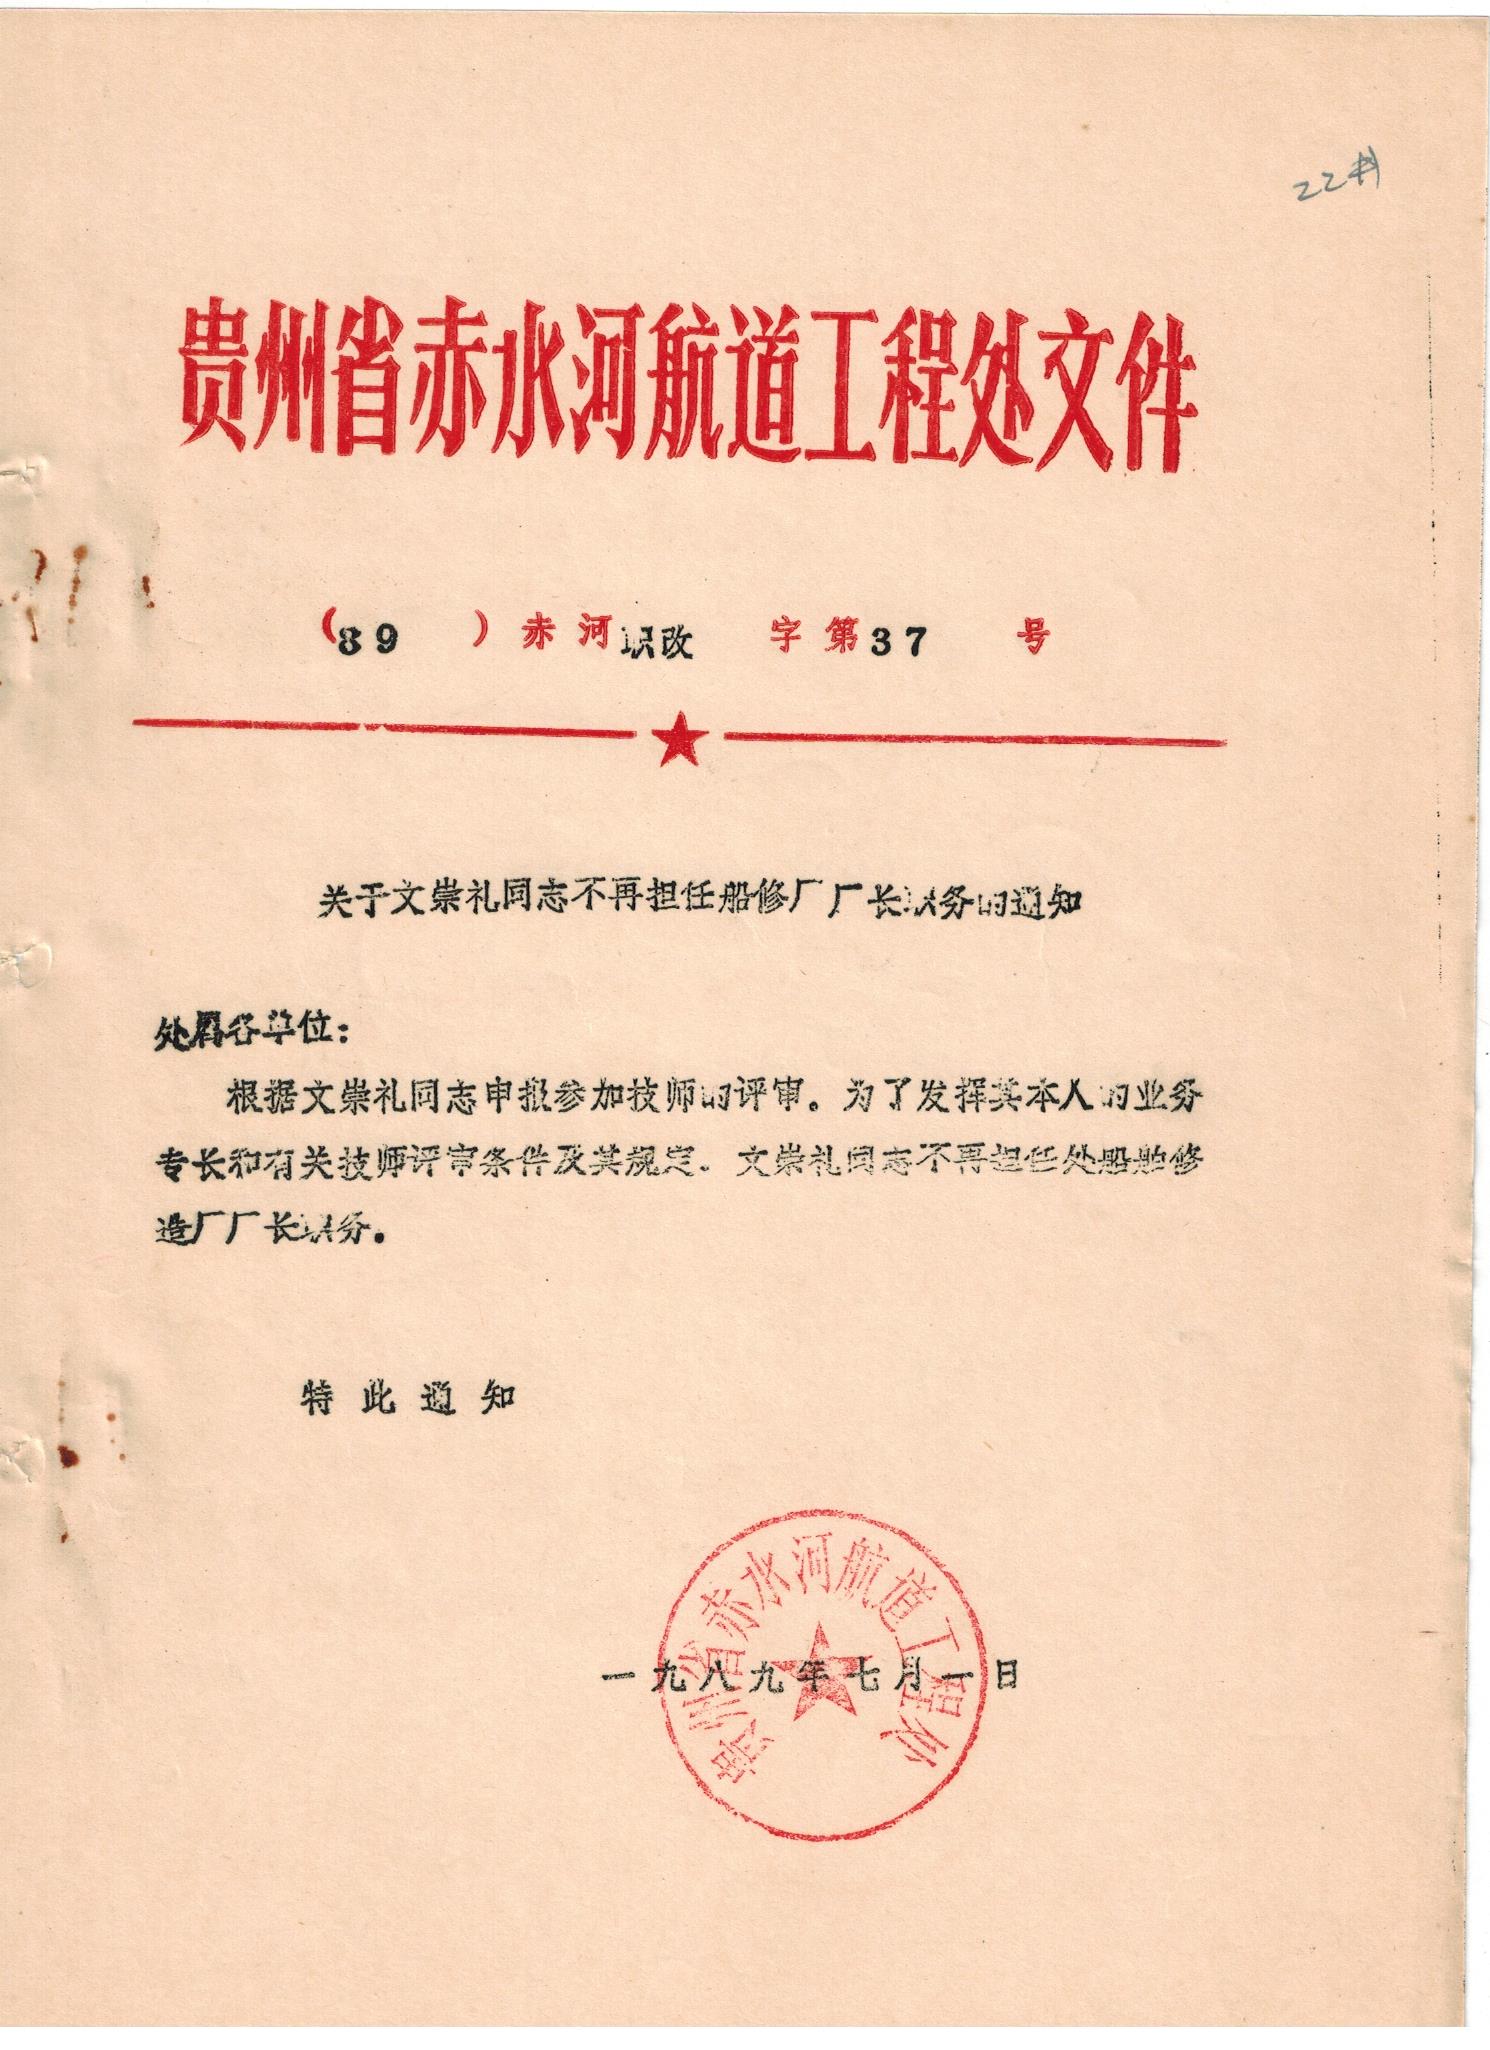 22
贵州省赤水河航道工程处文件
(89 )赤河职改 字第37 号
关于文崇礼同志不再担任船修厂厂长职务的通知
处属各单位:
根据文崇礼同志申报参加技师的评审。为了发挥其本人的业务
专长和有关技师评审条件及其规定.文崇礼同志不再担任处船舶修
造厂厂长职务。
特此通知
贵州省赤水河航道工程处
一九八九年七月一日